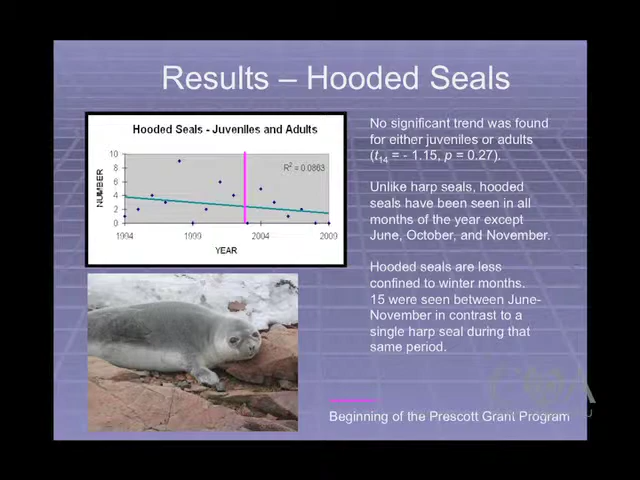 Results – Hooded Seals
Hooded Seals - Juveniles and Adults
10
8
6
4
2
0
NUMBER
R² = 0.0863
1994
1999
2004
2009
YEAR
No significant trend was found
for either juveniles or adults
(t14 = - 1.15, p = 0.27).
Unlike harp seals, hooded
seals have been seen in all
months of the year except
June, October, and November.
Hooded seals are less
confined to winter months.
15 were seen between June-
November in contrast to a
single harp seal during that
same period.
Beginning of the Prescott Grant Program